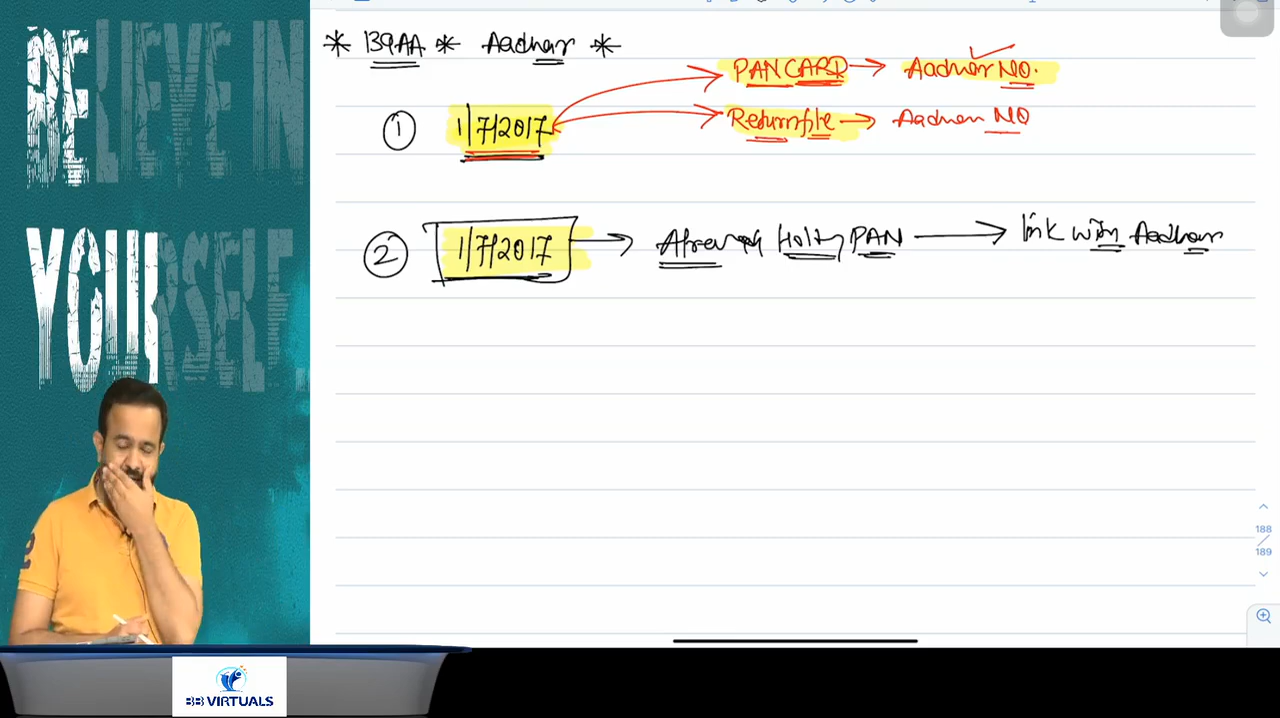 BELIEVE IN
YOURSELF.
* 139AA * Aadhar *
PAN CARD → Aadhar NO.
① 1/7/2017
Return file → Aadhar NO
② 1/7/2017 → Already Holding PAN → link with Aadhar
188
189
BB VIRTUALS